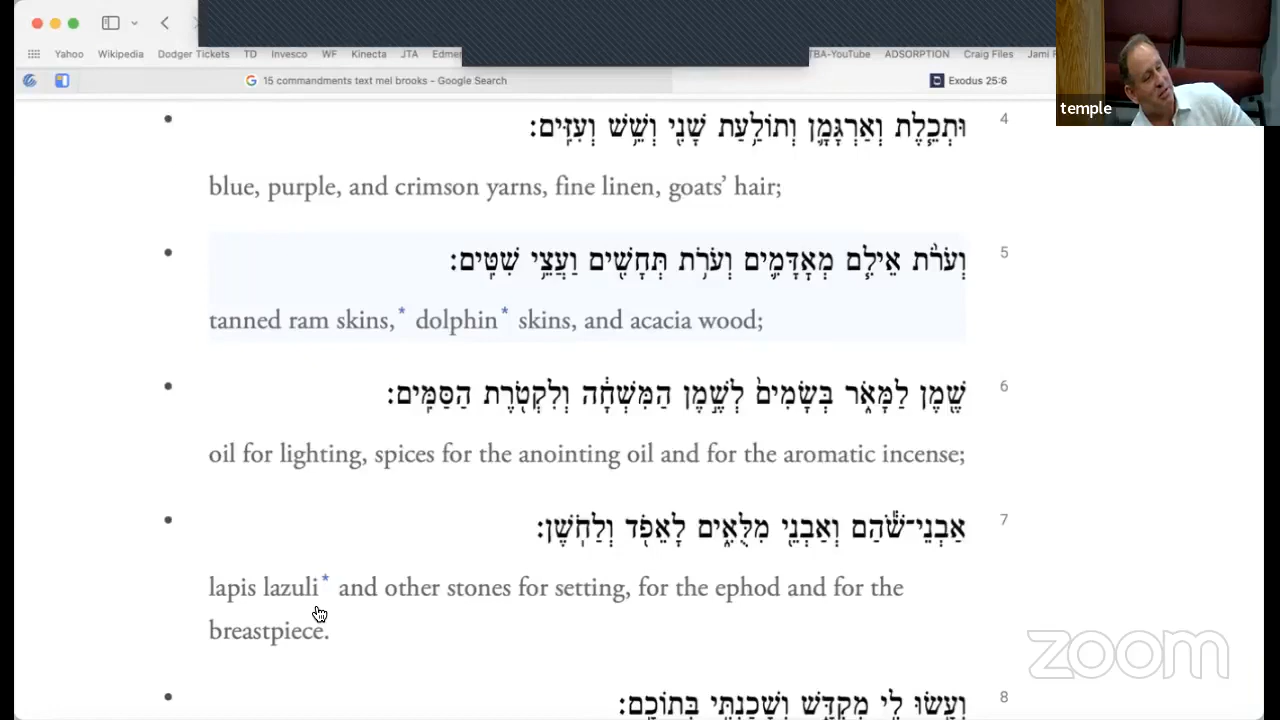 Yahoo Wikipedia Dodger Tickets TD Invesco WF Kinecta JTA Edmer TBA-YouTube ADSORPTION Craig Files Jami
15 commandments text mel brooks - Google Search Exodus 25:6
temple
4 וּתְכֵ֧לֶת וְאַרְגָּמָ֛ן וְתוֹלַ֥עַת שָׁנִ֖י וְשֵׁ֥שׁ וְעִזִּֽים׃
blue, purple, and crimson yarns, fine linen, goats’ hair;
5 וְעֹרֹ֨ת אֵילִ֧ם מְאָדָּמִ֛ים וְעֹרֹ֥ת תְּחָשִׁ֖ים וַעֲצֵ֥י שִׁטִּֽים׃
tanned ram skins,* dolphin* skins, and acacia wood;
6 שֶׁ֖מֶן לַמָּאֹ֑ר בְּשָׂמִים֙ לְשֶׁ֣מֶן הַמִּשְׁחָ֔ה וְלִקְטֹ֖רֶת הַסַּמִּֽים׃
oil for lighting, spices for the anointing oil and for the aromatic incense;
7 אַבְנֵי־שֹׁ֕הַם וְאַבְנֵ֖י מִלֻּאִ֑ים לָאֵפֹ֖ד וְלַחֹֽשֶׁן׃
lapis lazuli* and other stones for setting, for the ephod and for the
breastpiece.
zoom
8 וְעָ֥שׂוּ לִ֖י מִקְדָּ֑שׁ וְשָׁכַנְתִּ֖י בְּתוֹכָֽם׃